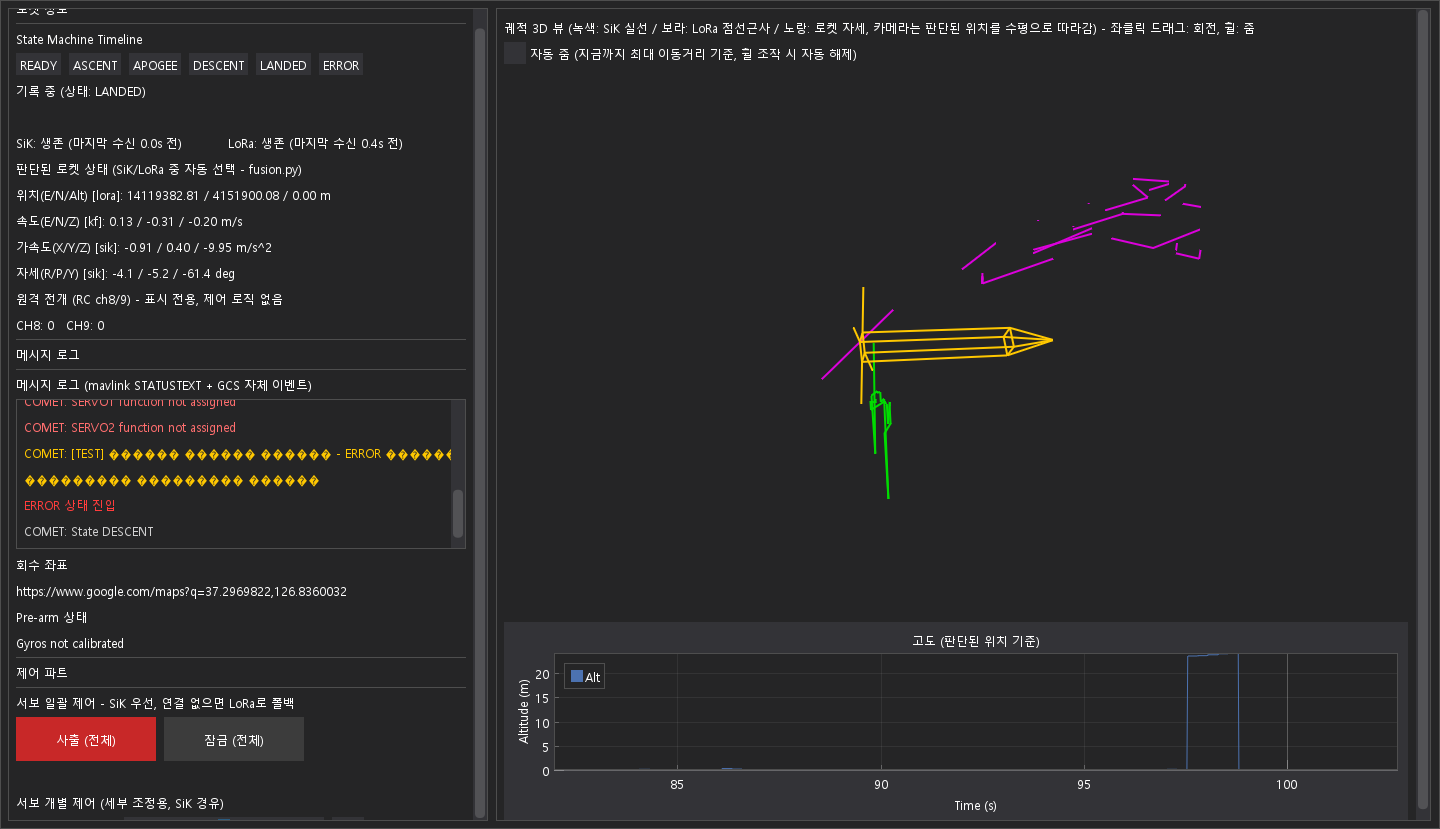 로켓 정보
State Machine Timeline
READY ASCENT APOGEE DESCENT LANDED ERROR
기록 중 (상태: LANDED)
SiK: 생존 (마지막 수신 0.0s 전) LoRa: 생존 (마지막 수신 0.4s 전)
판단된 로켓 상태 (SiK/LoRa 중 자동 선택 - fusion.py)
위치(E/N/Alt) [lora]: 14119382.81 / 4151900.08 / 0.00 m
속도(E/N/Z) [kf]: 0.13 / -0.31 / -0.20 m/s
가속도(X/Y/Z) [sik]: -0.91 / 0.40 / -9.95 m/s^2
자세(R/P/Y) [sik]: -4.1 / -5.2 / -61.4 deg
원격 전개 (RC ch8/9) - 표시 전용, 제어 로직 없음
CH8: 0 CH9: 0
메시지 로그
메시지 로그 (mavlink STATUSTEXT + GCS 자체 이벤트)
COMET: SERVO1 function not assigned
COMET: SERVO2 function not assigned
COMET: [TEST] ������ ������ ������ - ERROR ������
��������� ��������� ������
ERROR 상태 진입
COMET: State DESCENT
회수 좌표
https://www.google.com/maps?q=37.2969822,126.8360032
Pre-arm 상태
Gyros not calibrated
제어 파트
서보 일괄 제어 - SiK 우선, 연결 없으면 LoRa로 폴백
사출 (전체) 잠금 (전체)
서보 개별 제어 (세부 조정용, SiK 경유)
궤적 3D 뷰 (녹색: SiK 실선 / 보라: LoRa 점선근사 / 노랑: 로켓 자세, 카메라는 판단된 위치를 수평으로 따라감) - 좌클릭 드래그: 회전, 휠: 줌
자동 줌 (지금까지 최대 이동거리 기준, 휠 조작 시 자동 해제)
고도 (판단된 위치 기준)
Alt
Altitude (m)
20
15
10
5
0
85 90 95 100
Time (s)